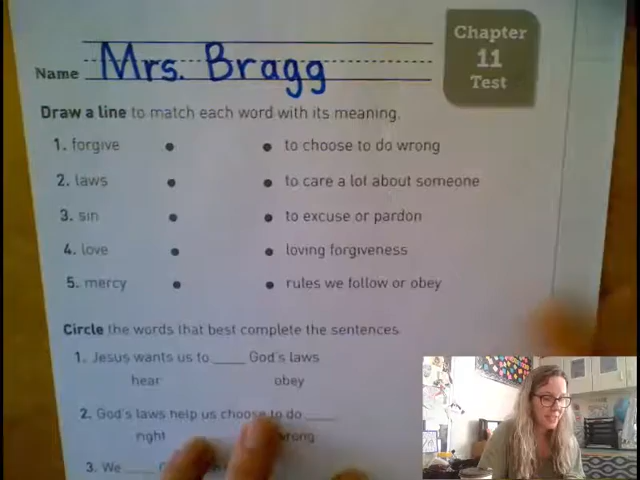 Chapter
11
Test
Name Mrs. Bragg
Draw a line to match each word with its meaning.
1. forgive to choose to do wrong
2. laws to care a lot about someone
3. sin to excuse or pardon
4. love loving forgiveness
5. mercy rules we follow or obey
Circle the words that best complete the sentences.
1. Jesus wants us to ____ God's laws
hear obey
2. God's laws help us choose to do ____
right wrong
3. We ____